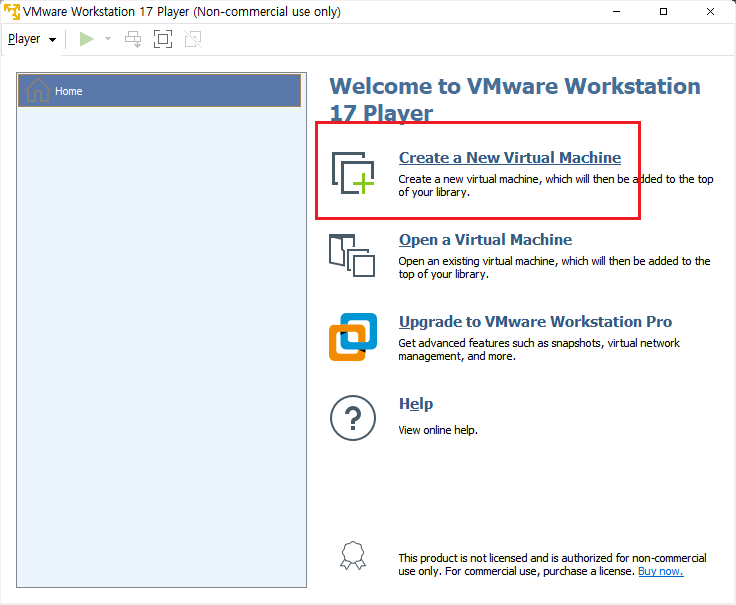 VMware Workstation 17 Player (Non-commercial use only)
Player
Home
Welcome to VMware Workstation
17 Player
Create a New Virtual Machine
Create a new virtual machine, which will then be added to the top
of your library.
Open a Virtual Machine
Open an existing virtual machine, which will then be added to the
top of your library.
Upgrade to VMware Workstation Pro
Get advanced features such as snapshots, virtual network
management, and more.
Help
View online help.
This product is not licensed and is authorized for non-commercial
use only. For commercial use, purchase a license. Buy now.